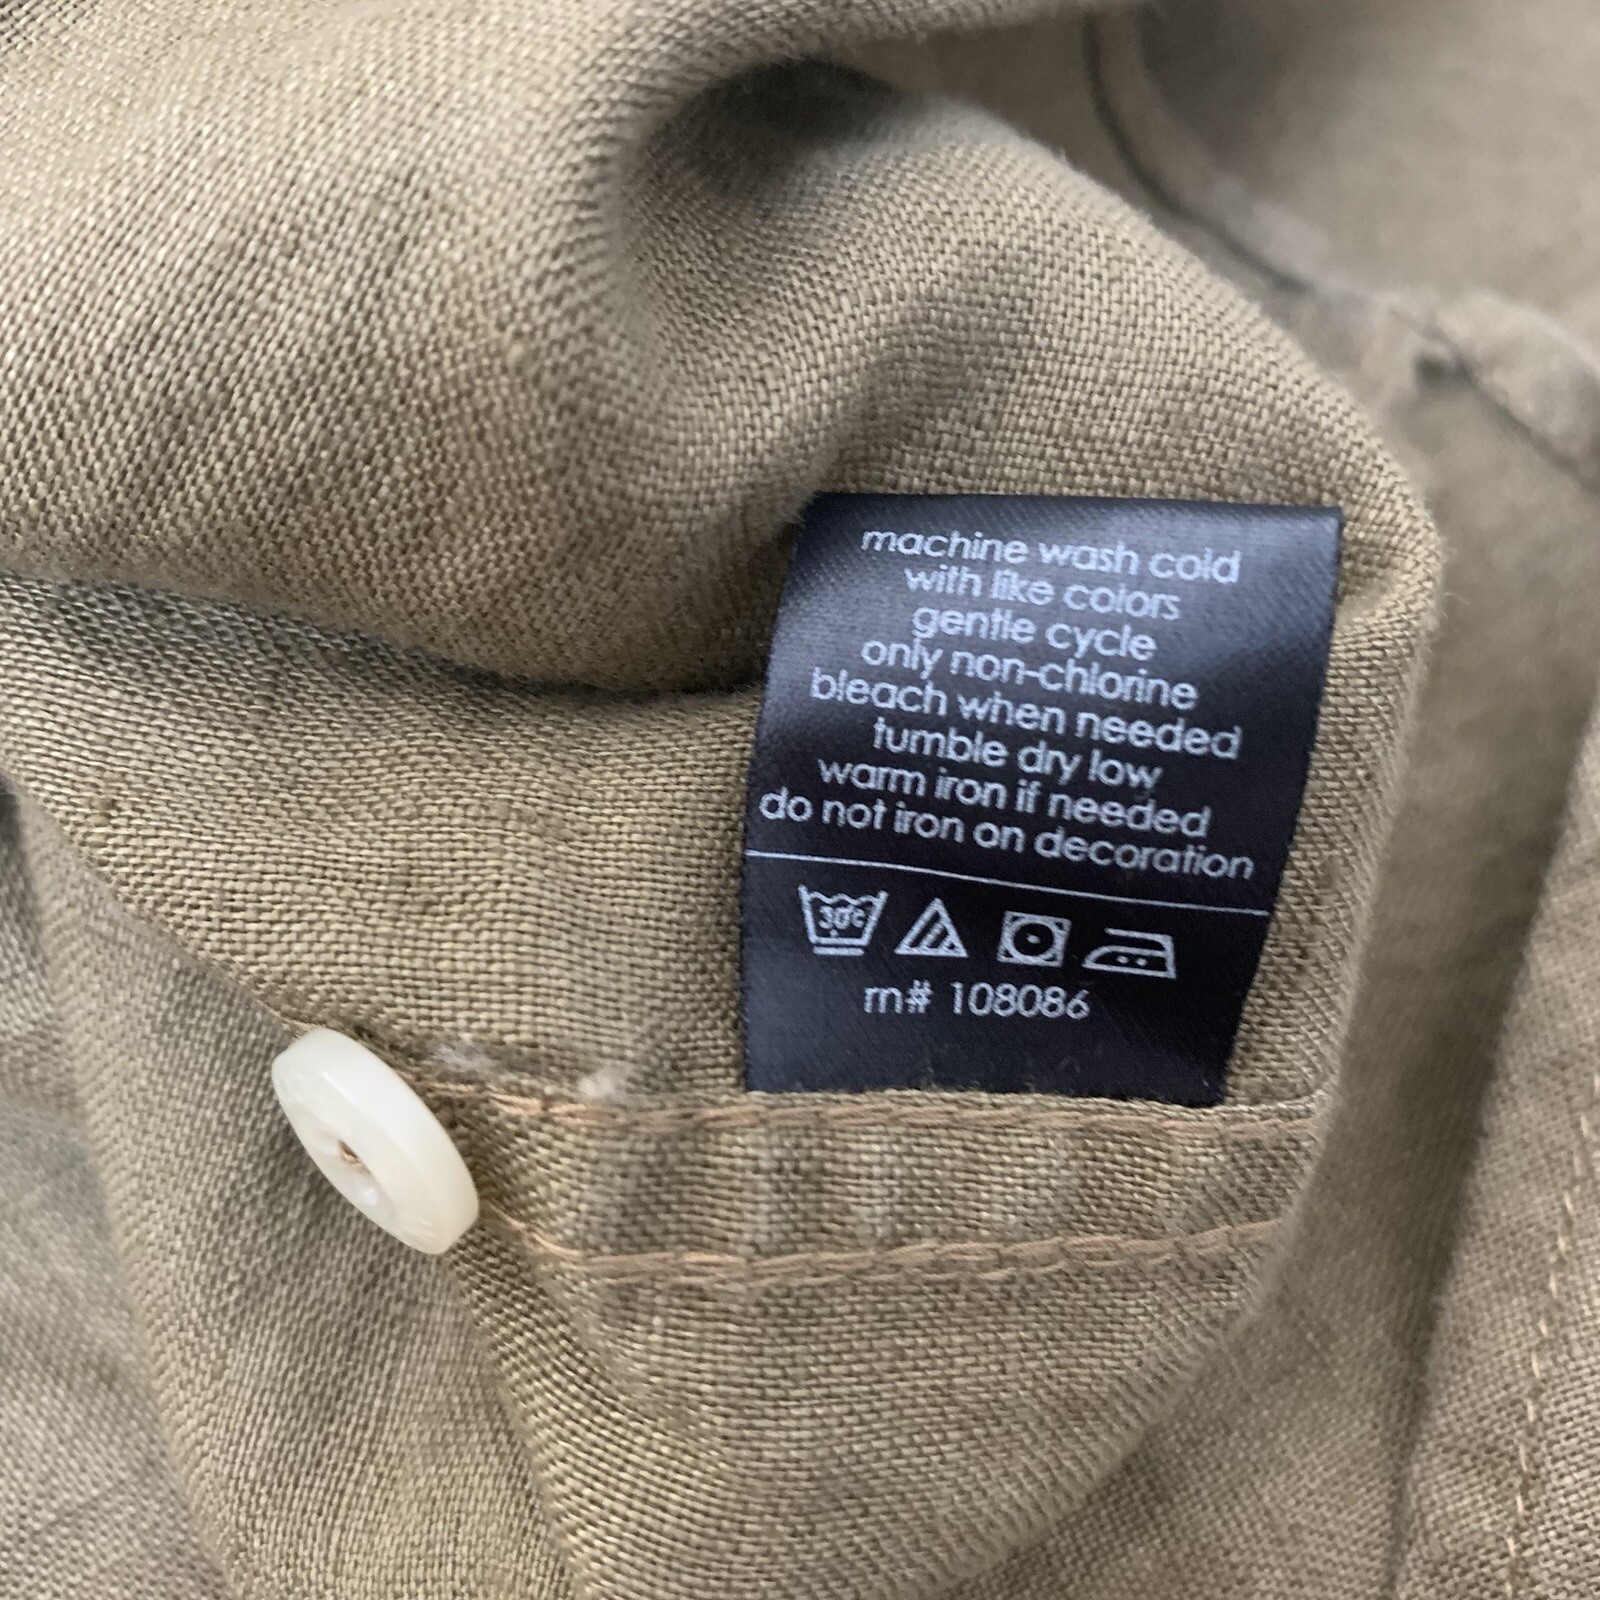 machine wash cold
with like colors
gentle cycle
only non-chlorine
bleach when needed
tumble dry low
warm iron if needed
do not iron on decoration
30°C
rn# 108086